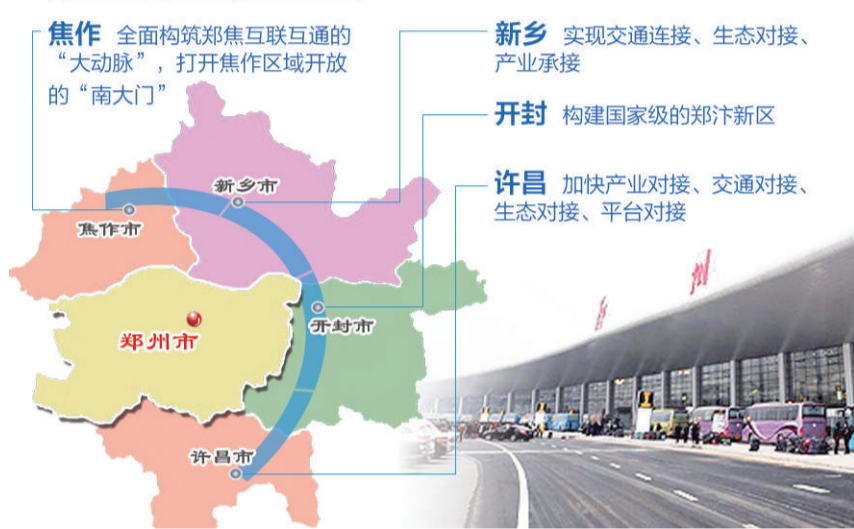 焦作 全面构筑郑焦互联互通的
“大动脉”，打开焦作区域开放
的“南大门”
新乡 实现交通连接、生态对接、
产业承接
开封 构建国家级的郑汴新区
许昌 加快产业对接、交通对接、
生态对接、平台对接
新乡市
焦作市
郑州市
开封市
许昌市
州